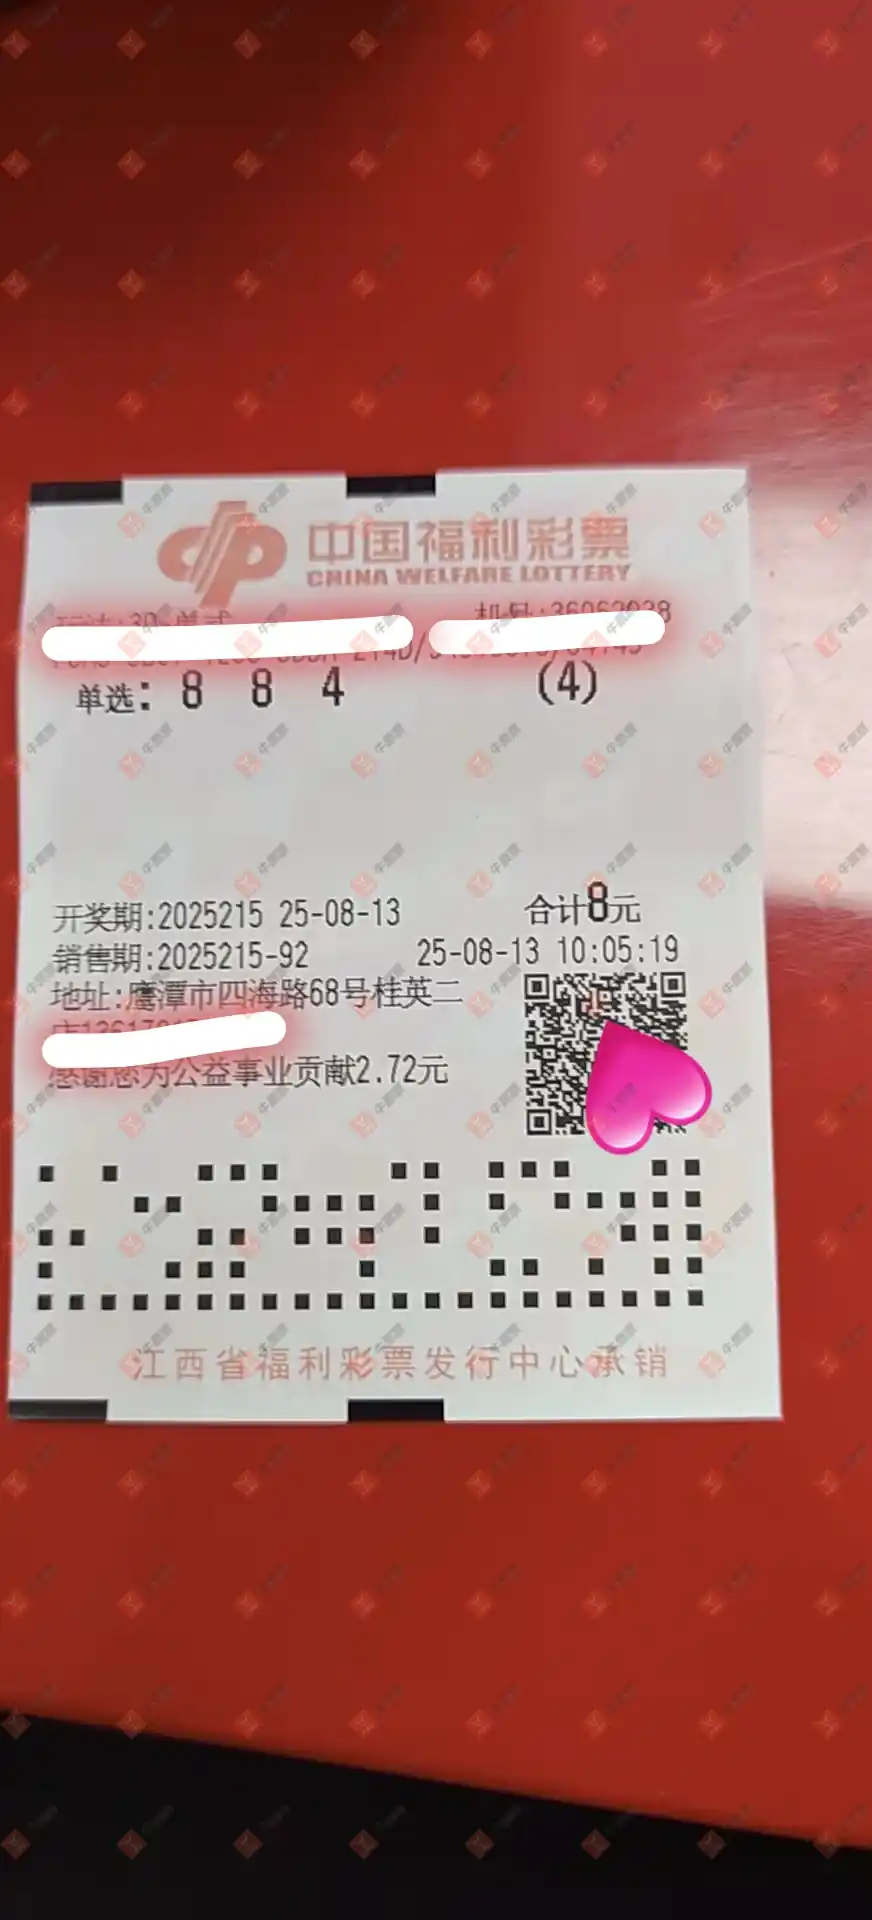 中国福利彩票
CHINA WELFARE LOTTERY
单选: 8 8 4 (4)
开奖期:2025215 25-08-13 合计8元
销售期:2025215-92 25-08-13 10:05:19
地址:鹰潭市四海路68号桂英二
感谢您为公益事业贡献2.72元
江西省福利彩票发行中心承销
牛票票